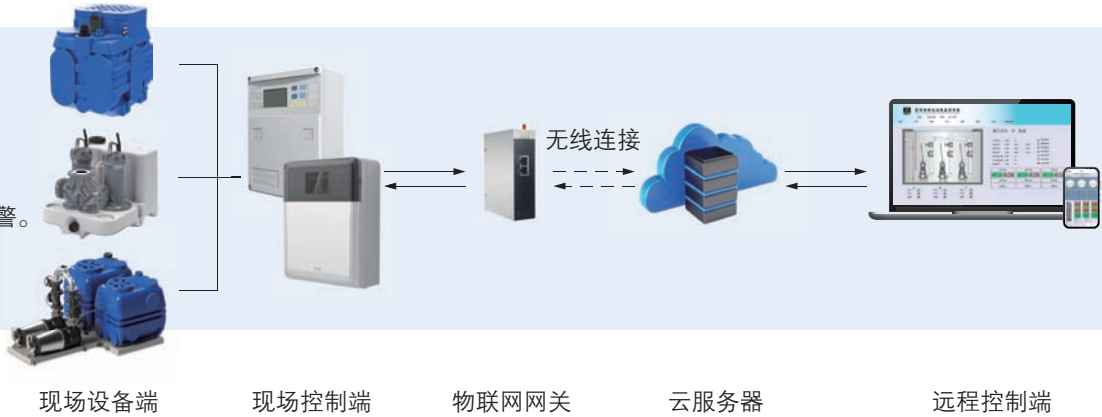 无线连接
警。
现场设备端
现场控制端
物联网网关
云服务器
远程控制端